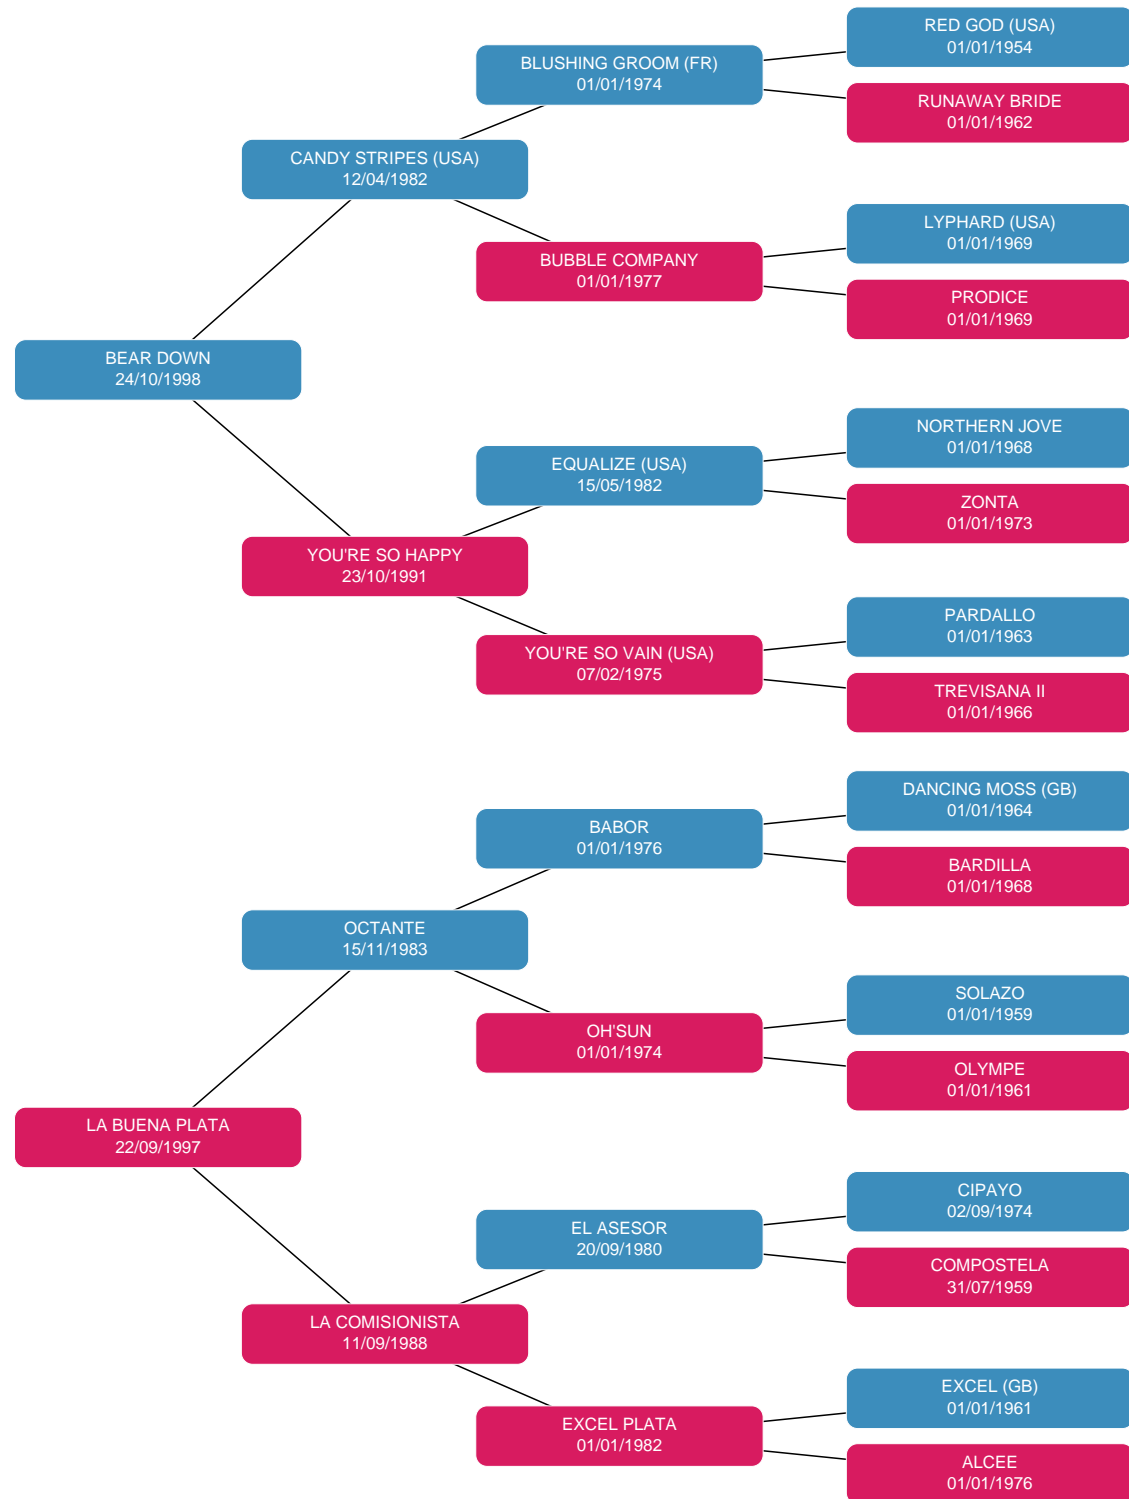 RED GOD (USA)
01/01/1954
BLUSHING GROOM (FR)
01/01/1974
RUNAWAY BRIDE
01/01/1962
CANDY STRIPES (USA)
12/04/1982
LYPHARD (USA)
01/01/1969
BUBBLE COMPANY
01/01/1977
PRODICE
01/01/1969
BEAR DOWN
24/10/1998
NORTHERN JOVE
01/01/1968
EQUALIZE (USA)
15/05/1982
ZONTA
01/01/1973
YOU'RE SO HAPPY
23/10/1991
PARDALLO
01/01/1963
YOU'RE SO VAIN (USA)
07/02/1975
TREVISANA II
01/01/1966
DANCING MOSS (GB)
01/01/1964
BABOR
01/01/1976
BARDILLA
01/01/1968
OCTANTE
15/11/1983
SOLAZO
01/01/1959
OH'SUN
01/01/1974
OLYMPE
01/01/1961
LA BUENA PLATA
22/09/1997
CIPAYO
02/09/1974
EL ASESOR
20/09/1980
COMPOSTELA
31/07/1959
LA COMISIONISTA
11/09/1988
EXCEL (GB)
01/01/1961
EXCEL PLATA
01/01/1982
ALCEE
01/01/1976